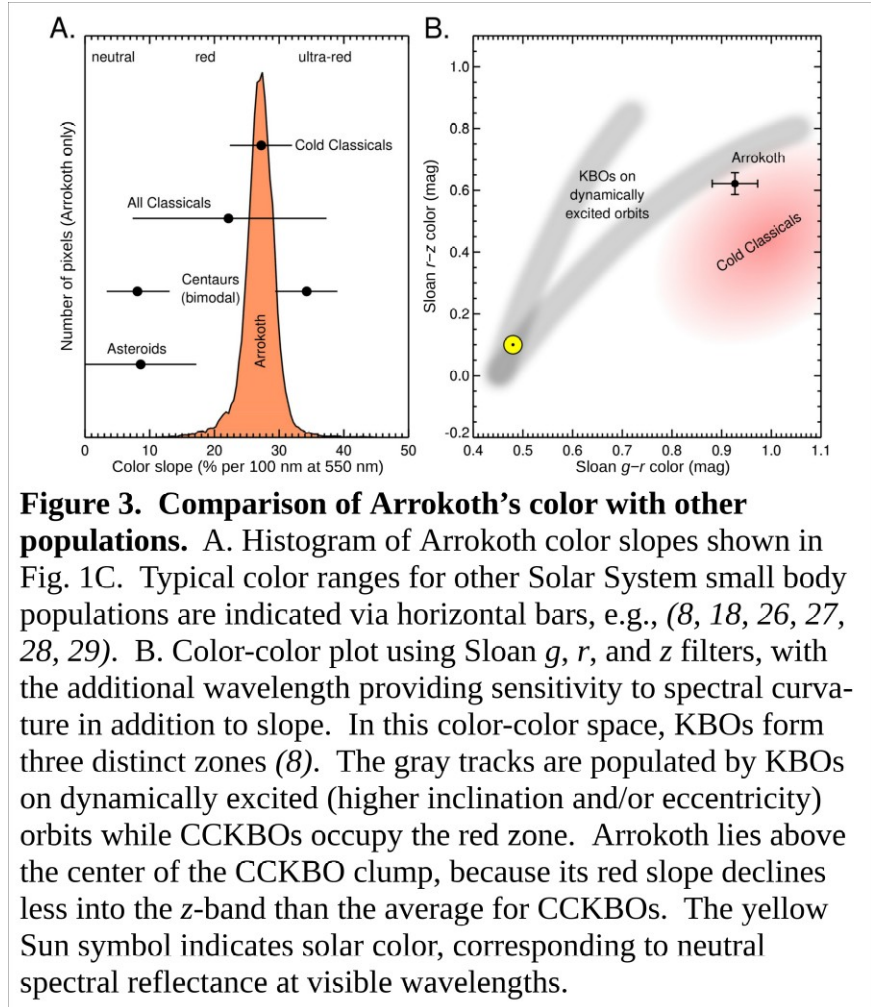 A.
neutral red ultra-red
Number of pixels (Arrokoth only)
Cold Classicals
All Classicals
Centaurs
(bimodal)
Asteroids
Arrokoth
0 10 20 30 40 50
Color slope (% per 100 nm at 550 nm)
B.
Sloan r−z color (mag)
1.0
0.8
0.6
0.4
0.2
0.0
-0.2
KBOs on
dynamically
excited orbits
Arrokoth
Cold Classicals
0.4 0.5 0.6 0.7 0.8 0.9 1.0 1.1
Sloan g−r color (mag)
Figure 3. Comparison of Arrokoth’s color with other
populations. A. Histogram of Arrokoth color slopes shown in
Fig. 1C. Typical color ranges for other Solar System small body
populations are indicated via horizontal bars, e.g., (8, 18, 26, 27,
28, 29). B. Color-color plot using Sloan g, r, and z filters, with
the additional wavelength providing sensitivity to spectral curva-
ture in addition to slope. In this color-color space, KBOs form
three distinct zones (8). The gray tracks are populated by KBOs
on dynamically excited (higher inclination and/or eccentricity)
orbits while CCKBOs occupy the red zone. Arrokoth lies above
the center of the CCKBO clump, because its red slope declines
less into the z-band than the average for CCKBOs. The yellow
Sun symbol indicates solar color, corresponding to neutral
spectral reflectance at visible wavelengths.